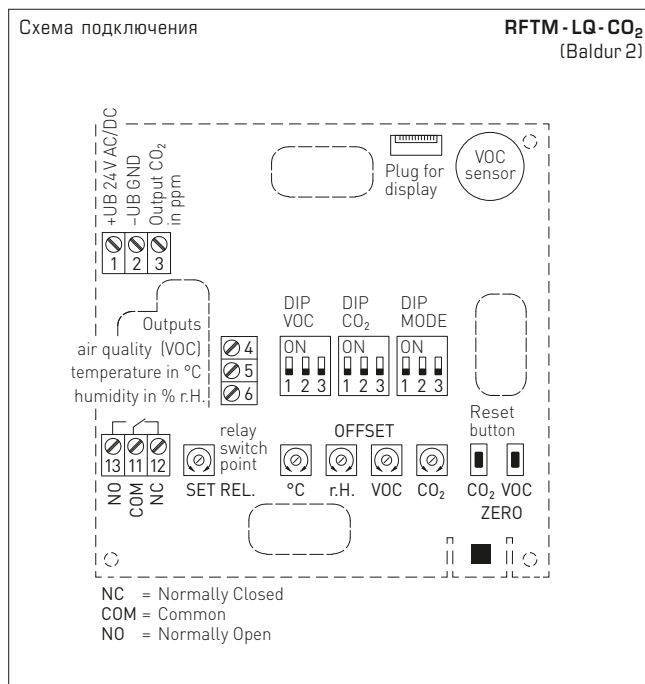 Схема подключения
RFTM-LQ-CO₂
(Baldur 2)
+UB 24 V AC/DC
–UB GND
Output CO₂
in ppm
1 2 3
Plug for
display
VOC
sensor
Outputs
air quality (VOC)
temperature in °C
humidity in % r.H.
4
5
6
DIP
VOC
ON
1 2 3
DIP
CO₂
ON
1 2 3
DIP
MODE
ON
1 2 3
13 11 12
NO
COM
NC
relay
switch
point
SET REL.
OFFSET
°C r.H. VOC CO₂
Reset
button
CO₂ VOC
ZERO
NC = Normally Closed
COM = Common
NO = Normally Open